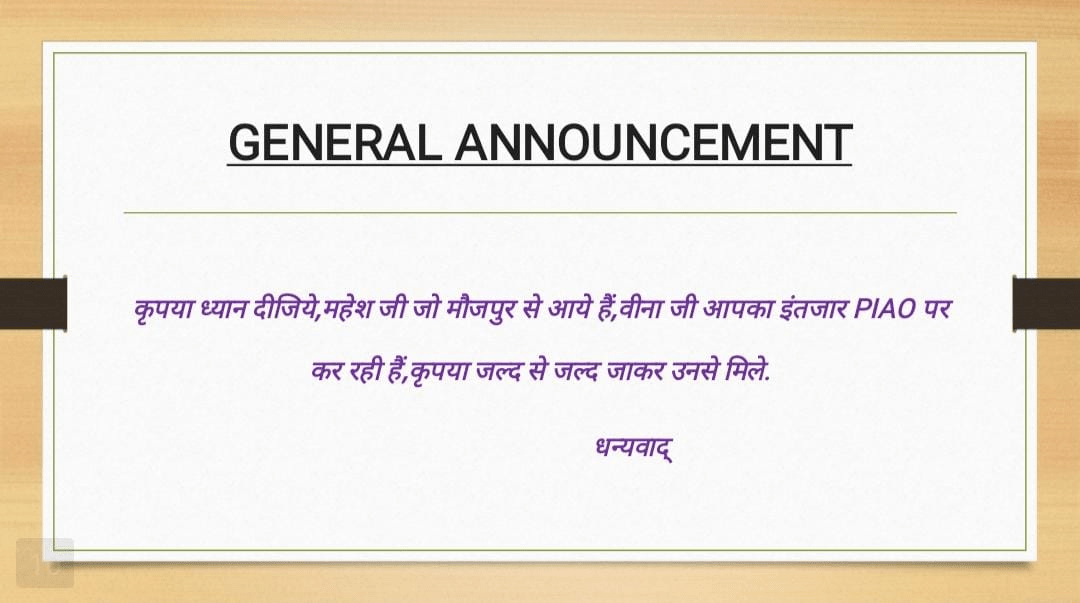 GENERAL ANNOUNCEMENT
कृपया ध्यान दीजिये,महेश जी जो मौजपुर से आये हैं,वीना जी आपका इंतजार PIAO पर
कर रही हैं,कृपया जल्द से जल्द जाकर उनसे मिले.
धन्यवाद्